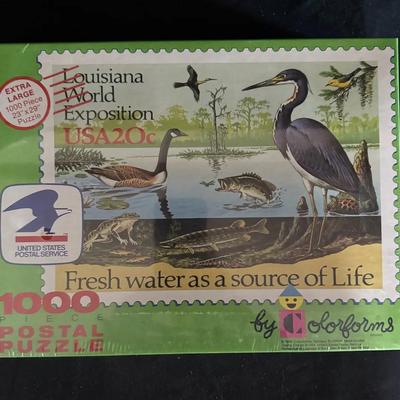 EXTRA
LARGE
1000 Piece
23" x 29"
Puzzle
Louisiana
World
Exposition
USA 20c
UNITED STATES
POSTAL SERVICE
Fresh water as a source of Life
1000
PIECE
POSTAL
PUZZLE
by Colorforms